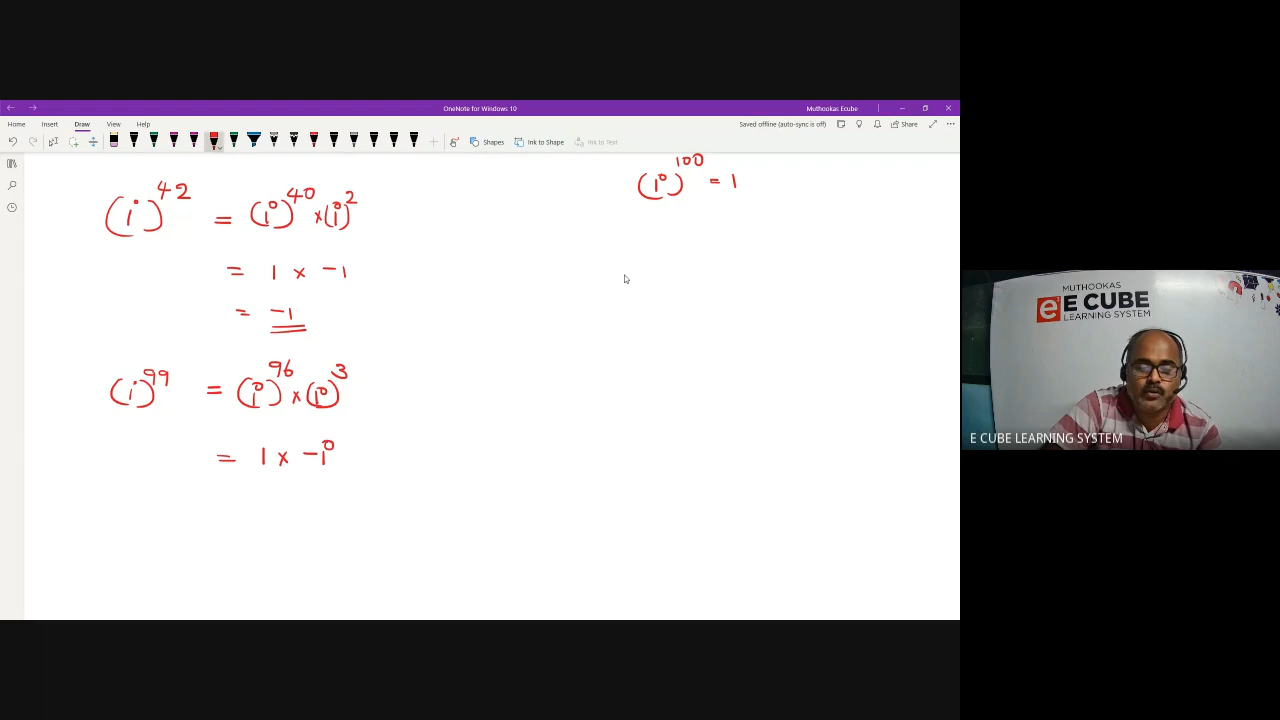 OneNote for Windows 10
Muthookas Ecube
Home Insert Draw View Help
Saved offline (auto-sync is off)
Share
Shapes
Ink to Shape
Ink to Text
(i)^100 = 1
(i)^42 = (i)^40 × (i)^2
= 1 × -1
= -1
(i)^99 = (i)^96 × (i)^3
= 1 × -i
MUTHOOKAS
e³ E CUBE
LEARNING SYSTEM
E CUBE LEARNING SYSTEM